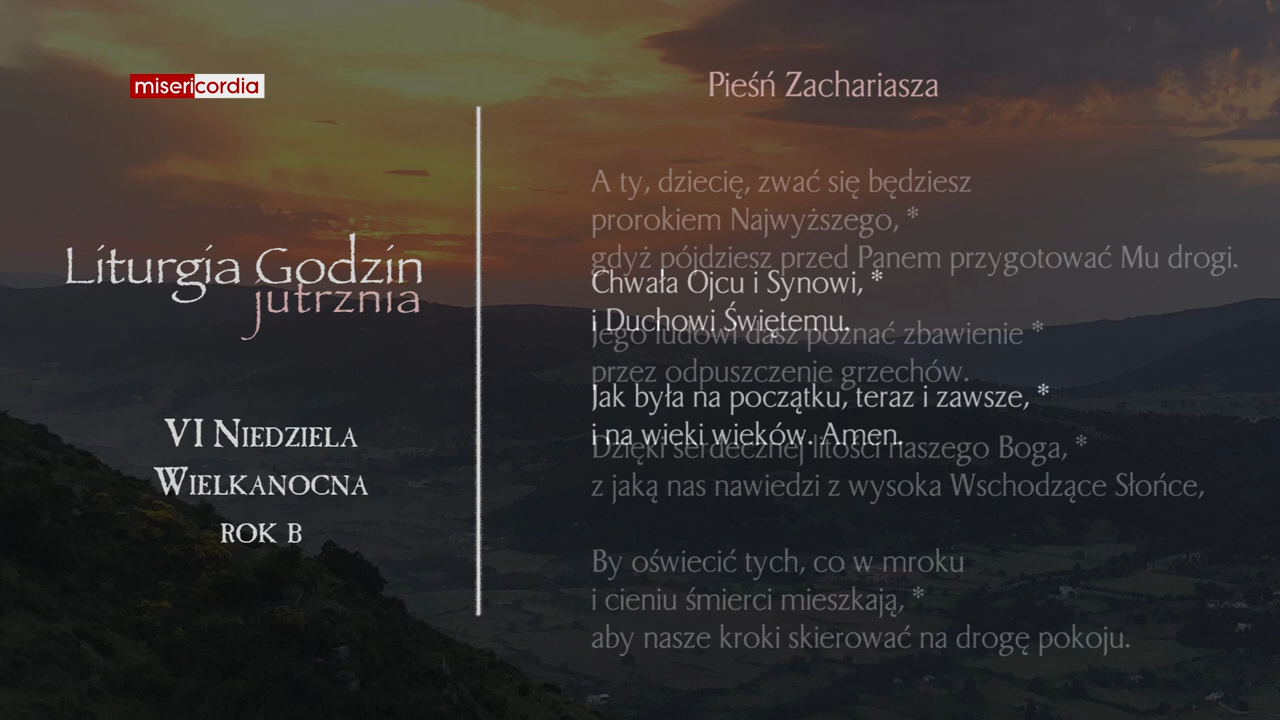 misericordia
Liturgia Godzin
jutrznia
VI Niedziela
Wielkanocna
rok B
Pieśń Zachariasza
A ty, dziecię, zwać się będziesz
prorokiem Najwyższego, *
gdyż pójdziesz przed Panem przygotować Mu drogi.
Chwała Ojcu i Synowi, *
i Duchowi Świętemu.
Jego ludowi dasz poznać zbawienie *
przez odpuszczenie grzechów.
Jak była na początku, teraz i zawsze, *
i na wieki wieków. Amen.
Dzięki serdecznej litości naszego Boga, *
z jaką nas nawiedzi z wysoka Wschodzące Słońce,
By oświecić tych, co w mroku
i cieniu śmierci mieszkają, *
aby nasze kroki skierować na drogę pokoju.